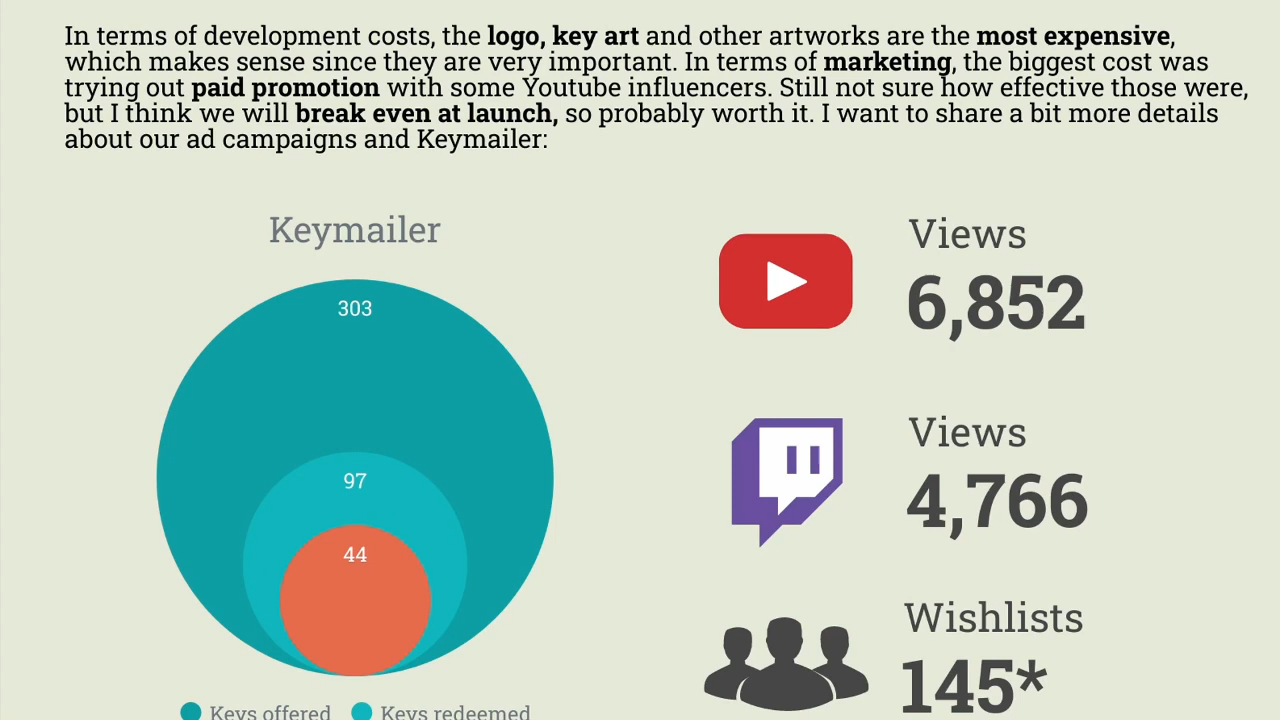 In terms of development costs, the logo, key art and other artworks are the most expensive,
which makes sense since they are very important. In terms of marketing, the biggest cost was
trying out paid promotion with some Youtube influencers. Still not sure how effective those were,
but I think we will break even at launch, so probably worth it. I want to share a bit more details
about our ad campaigns and Keymailer:
Keymailer
303
97
44
Keys offered
Keys redeemed
Views
6,852
Views
4,766
Wishlists
145*